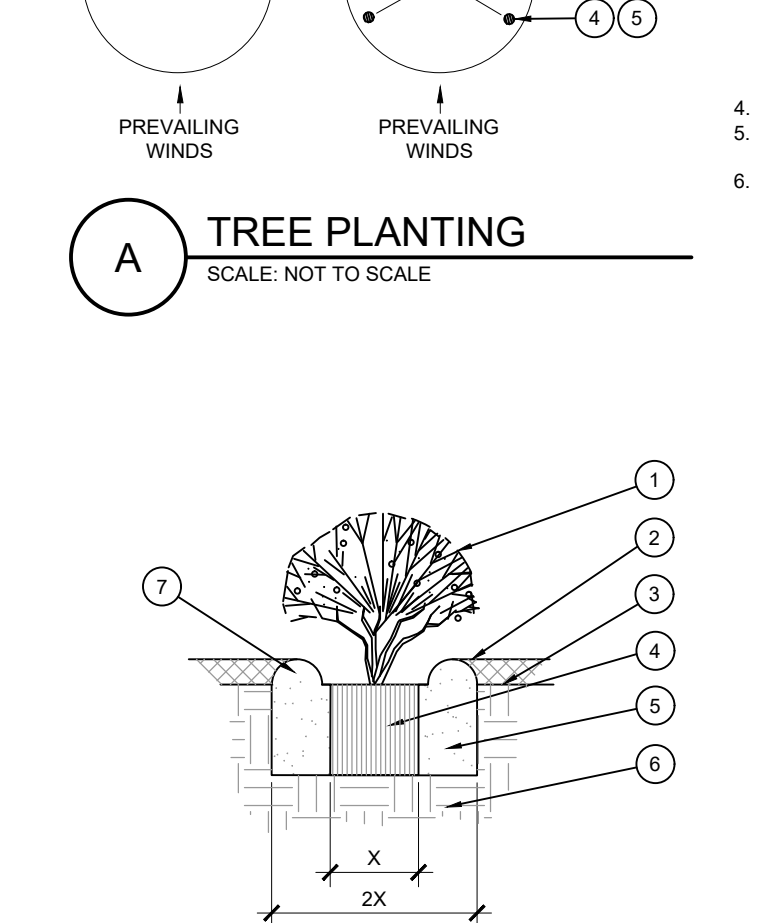 4 5
PREVAILING
WINDS
PREVAILING
WINDS
4.
5.
6.
A
TREE PLANTING
SCALE: NOT TO SCALE
1
2
3
7
4
5
6
X
2X